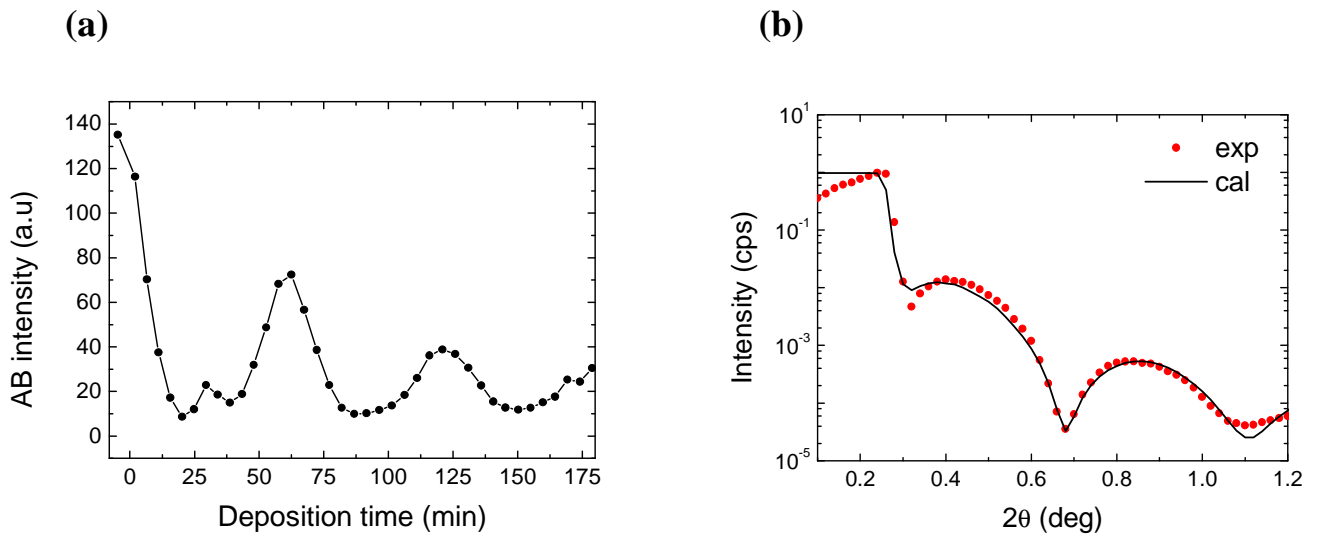 (a)
(b)
AB intensity (a.u)
140
120
100
80
60
40
20
0
0 25 50 75 100 125 150 175
Deposition time (min)
Intensity (cps)
10^1
10^-1
10^-3
10^-5
exp
cal
0.2 0.4 0.6 0.8 1.0 1.2
2θ (deg)